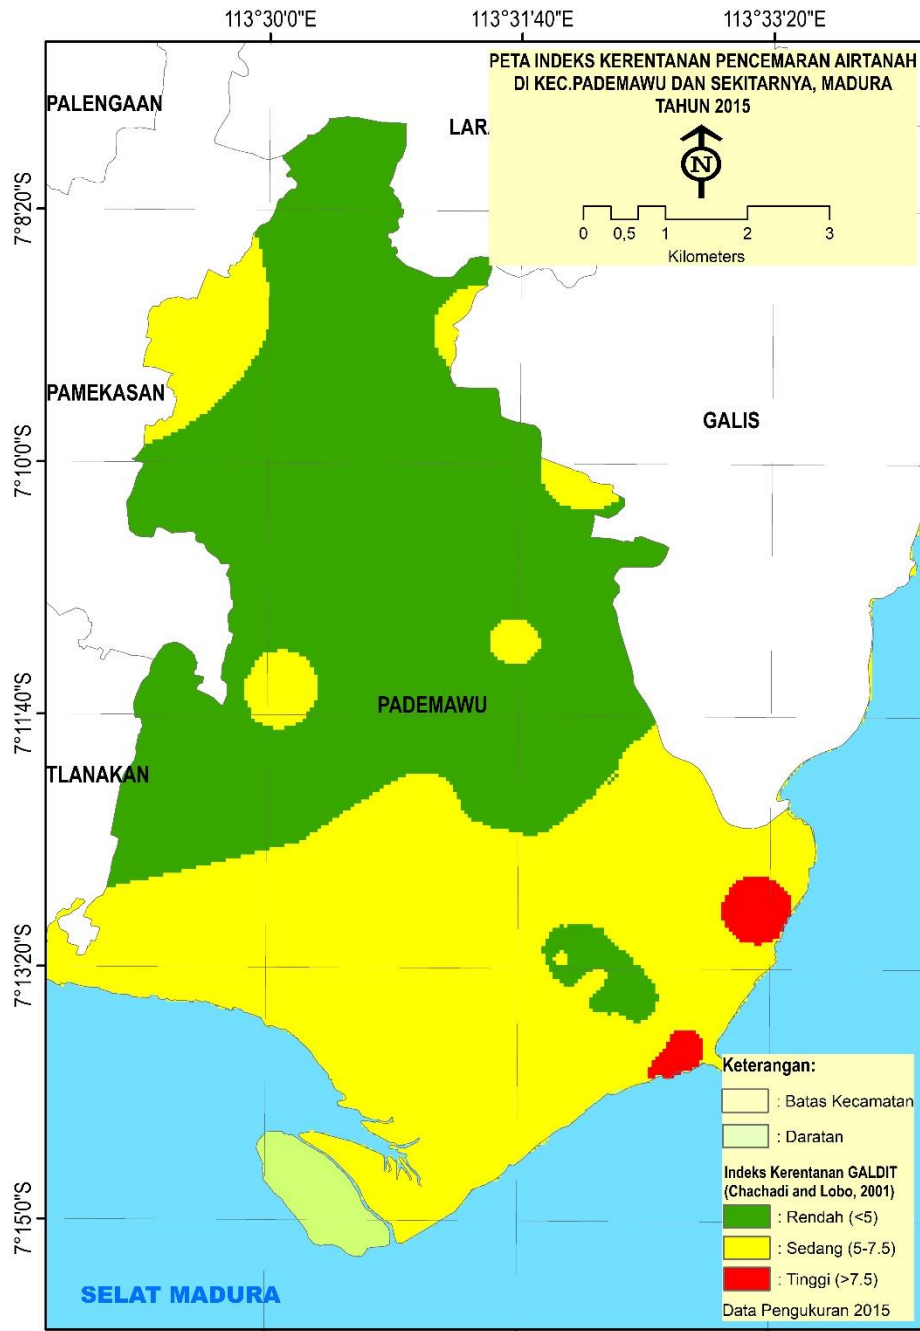 113°30'0"E
113°31'40"E
113°33'20"E
PETA INDEKS KERENTANAN PENCEMARAN AIRTANAH
DI KEC.PADEMAWU DAN SEKITARNYA, MADURA
TAHUN 2015
N
0 0,5 1 2 3
Kilometers
PALENGAAN
LAR
7°8'20"S
PAMEKASAN
GALIS
7°10'0"S
PADEMAWU
7°11'40"S
TLANAKAN
7°13'20"S
7°15'0"S
SELAT MADURA
Keterangan:
: Batas Kecamatan
: Daratan
Indeks Kerentanan GALDIT
(Chachadi and Lobo, 2001)
: Rendah (<5)
: Sedang (5-7.5)
: Tinggi (>7.5)
Data Pengukuran 2015